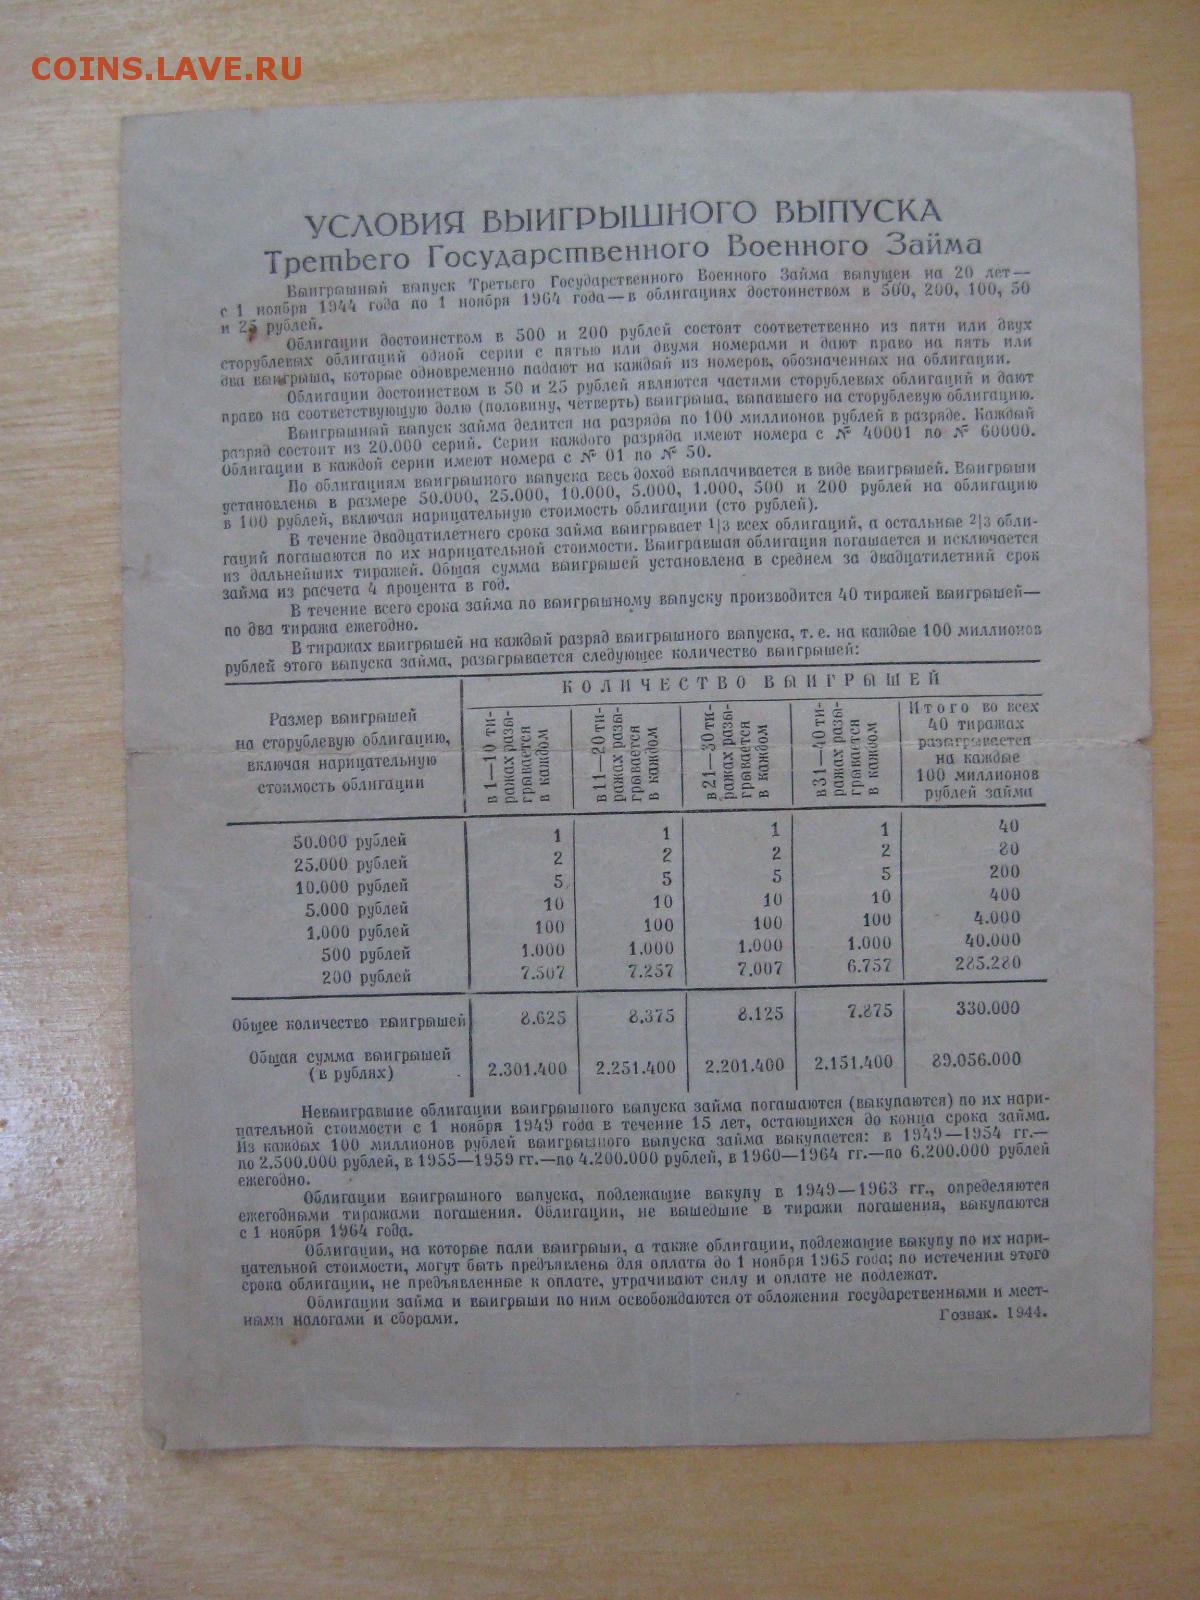 COINS.LAVE.RU
УСЛОВИЯ ВЫИГРЫШНОГО ВЫПУСКА
Третьего Государственного Военного Займа
Выигрышный выпуск Третьего Государственного Военного Займа выпущен на 20 лет—
с 1 ноября 1944 года по 1 ноября 1964 года—в облигациях достоинством в 500, 200, 100, 50
и 25 рублей.
Облигации достоинством в 500 и 200 рублей состоят соответственно из пяти или двух
сторублевых облигаций одной серии с пятью или двумя номерами и дают право на пять или
два выигрыша, которые одновременно падают на каждый из номеров, обозначенных на облигации.
Облигации достоинством в 50 и 25 рублей являются частями сторублевых облигаций и дают
право на соответствующую долю (половину, четверть) выигрыша, выпавшего на сторублевую облигацию.
Выигрышный выпуск займа делится на разряды по 100 миллионов рублей в разряде. Каждый
разряд состоит из 20.000 серий. Серии каждого разряда имеют номера с № 40001 по № 60000.
Облигации в каждой серии имеют номера с № 01 по № 50.
По облигациям выигрышного выпуска весь доход выплачивается в виде выигрышей. Выигрыши
установлены в размере 50.000, 25.000, 10.000, 5.000, 1.000, 500 и 200 рублей на облигацию
в 100 рублей, включая нарицательную стоимость облигации (сто рублей).
В течение двадцатилетнего срока займа выигрывает 1/3 всех облигаций, а остальные 2/3 обли-
гаций погашаются по их нарицательной стоимости. Выигравшая облигация погашается и исключается
из дальнейших тиражей. Общая сумма выигрышей установлена в среднем за двадцатилетний срок
займа из расчета 4 процента в год.
В течение всего срока займа по выигрышному выпуску производится 40 тиражей выигрышей—
по два тиража ежегодно.
В тиражах выигрышей на каждый разряд выигрышного выпуска, т. е. на каждые 100 миллионов
рублей этого выпуска займа, разыгрывается следующее количество выигрышей:
Размер выигрышей
на сторублевую облигацию,
включая нарицательную
стоимость облигации
КОЛИЧЕСТВО ВЫИГРЫШЕЙ
в 1—10 ти-
ражах разы-
грывается
в каждом
в 11—20 ти-
ражах разы-
грывается
в каждом
в 21—30 ти-
ражах разы-
грывается
в каждом
в 31—40 ти-
ражах разы-
грывается
в каждом
Итого во всех
40 тиражах
разыгрывается
на каждые
100 миллионов
рублей займа
50.000 рублей 1 1 1 1 40
25.000 рублей 2 2 2 2 80
10.000 рублей 5 5 5 5 200
5.000 рублей 10 10 10 10 400
1.000 рублей 100 100 100 100 4.000
500 рублей 1.000 1.000 1.000 1.000 40.000
200 рублей 7.507 7.257 7.007 6.757 285.280
Общее количество выигрышей 8.625 8.375 8.125 7.875 330.000
Общая сумма выигрышей
(в рублях) 2.301.400 2.251.400 2.201.400 2.151.400 89.056.000
Невыигравшие облигации выигрышного выпуска займа погашаются (выкупаются) по их нари-
цательной стоимости с 1 ноября 1949 года в течение 15 лет, остающихся до конца срока займа.
Из каждых 100 миллионов рублей выигрышного выпуска займа выкупается: в 1949—1954 гг.—
по 2.500.000 рублей, в 1955—1959 гг.—по 4.200.000 рублей, в 1960—1964 гг.—по 6.200.000 рублей
ежегодно.
Облигации выигрышного выпуска, подлежащие выкупу в 1949—1963 гг., определяются
ежегодными тиражами погашения. Облигации, не вышедшие в тиражи погашения, выкупаются
с 1 ноября 1964 года.
Облигации, на которые пали выигрыши, а также облигации, подлежащие выкупу по их нари-
цательной стоимости, могут быть предъявлены для оплаты до 1 ноября 1965 года; по истечении этого
срока облигации, не предъявленные к оплате, утрачивают силу и оплате не подлежат.
Облигации займа и выигрыши по ним освобождаются от обложения государственными и мест-
ными налогами и сборами.
Гознак. 1944.